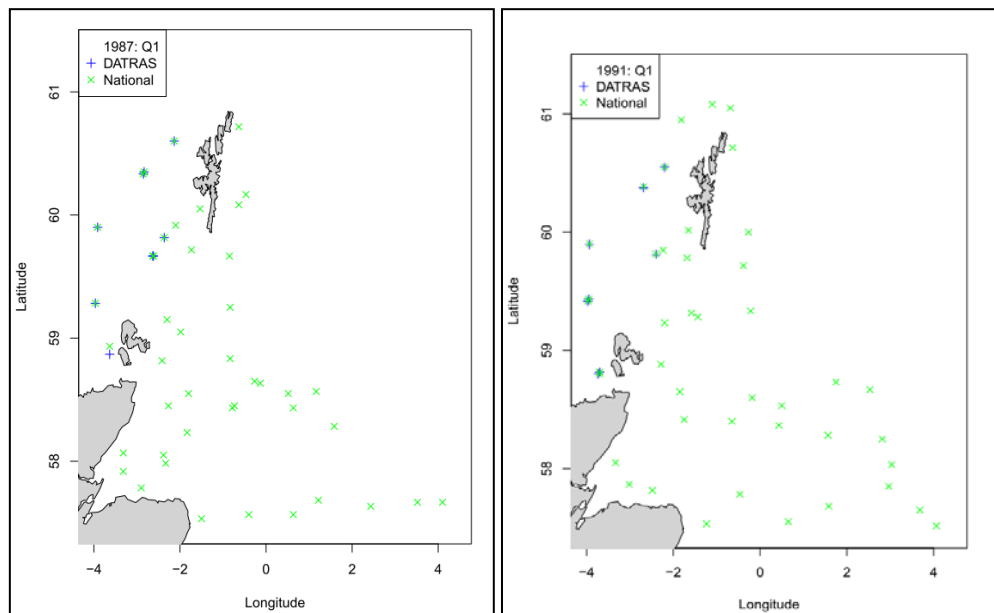 1987: Q1
+ DATRAS
× National
61
60
59
58
Latitude
−4 −2 0 2 4
Longitude
1991: Q1
+ DATRAS
× National
61
60
59
58
Latitude
−4 −2 0 2 4
Longitude